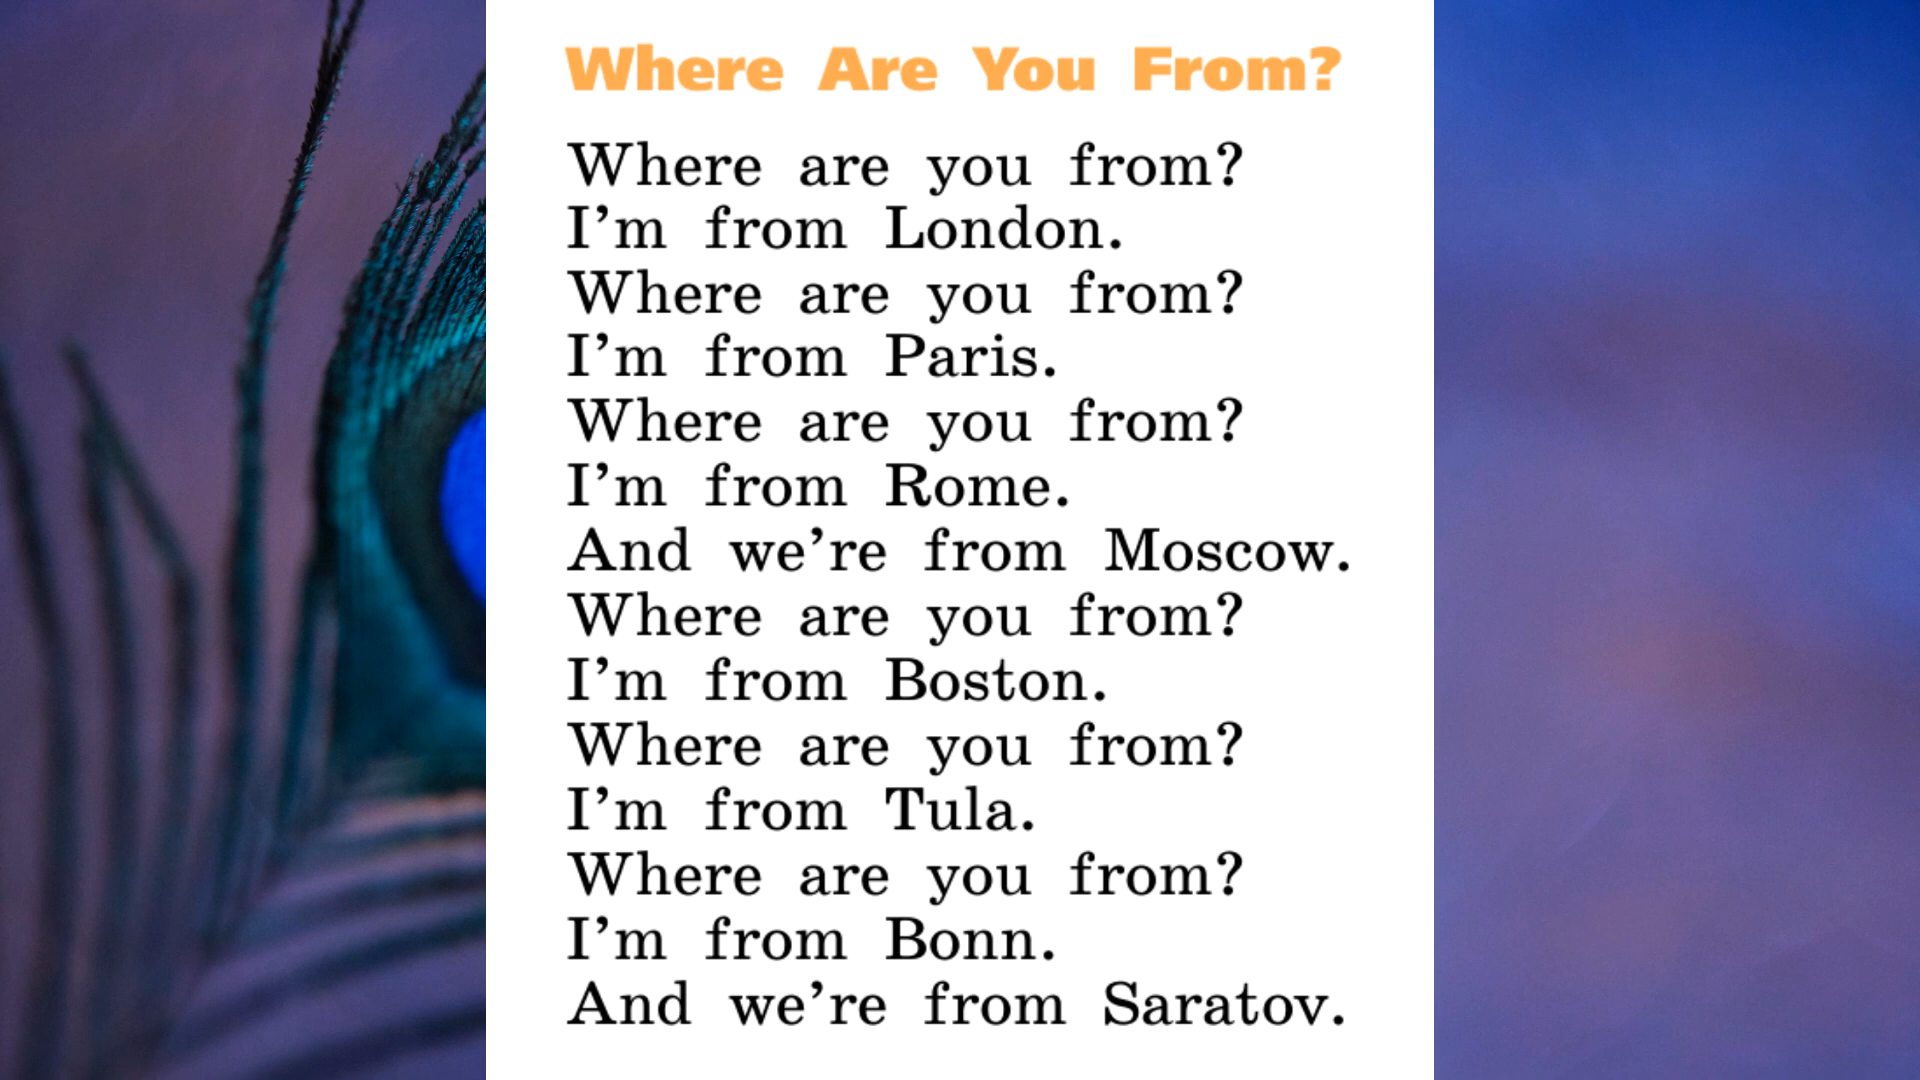 Where Are You From?
Where are you from?
I'm from London.
Where are you from?
I'm from Paris.
Where are you from?
I'm from Rome.
And we're from Moscow.
Where are you from?
I'm from Boston.
Where are you from?
I'm from Tula.
Where are you from?
I'm from Bonn.
And we're from Saratov.